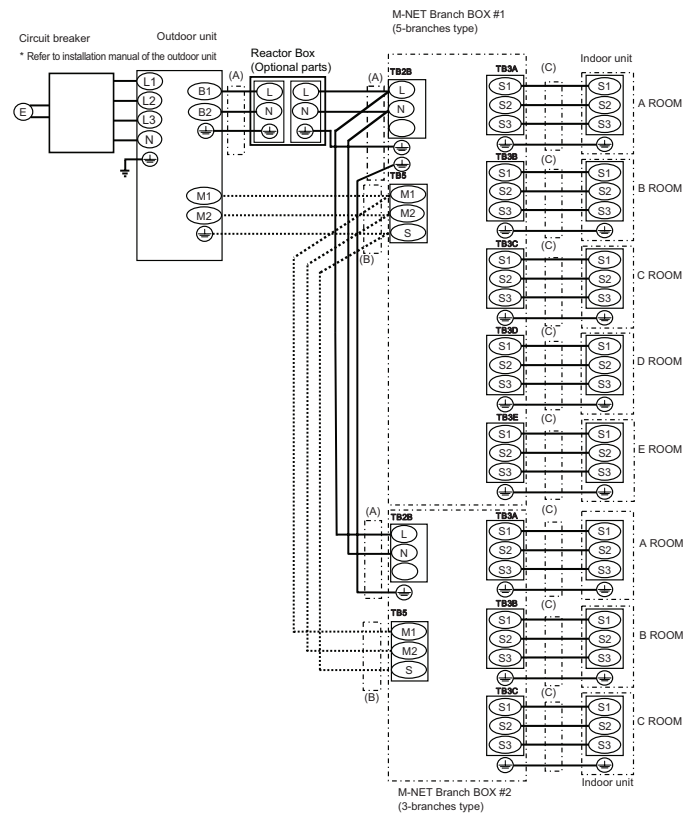 M-NET Branch BOX #1
(5-branches type)
Circuit breaker
Outdoor unit
* Refer to installation manual of the outdoor unit
Reactor Box
(Optional parts)
Indoor unit
E
L1
L2
L3
N
B1
B2
(A)
L
N
L
N
(A)
TB2B
L
N
TB5
M1
M2
M1
M2
S
(B)
TB3A
(C)
S1
S2
S3
S1
S2
S3
A ROOM
TB3B
(C)
S1
S2
S3
S1
S2
S3
B ROOM
TB3C
(C)
S1
S2
S3
S1
S2
S3
C ROOM
TB3D
(C)
S1
S2
S3
S1
S2
S3
D ROOM
TB3E
(C)
S1
S2
S3
S1
S2
S3
E ROOM
(A)
TB2B
L
N
TB5
M1
M2
S
(B)
TB3A
(C)
S1
S2
S3
S1
S2
S3
A ROOM
TB3B
(C)
S1
S2
S3
S1
S2
S3
B ROOM
TB3C
(C)
S1
S2
S3
S1
S2
S3
C ROOM
Indoor unit
M-NET Branch BOX #2
(3-branches type)